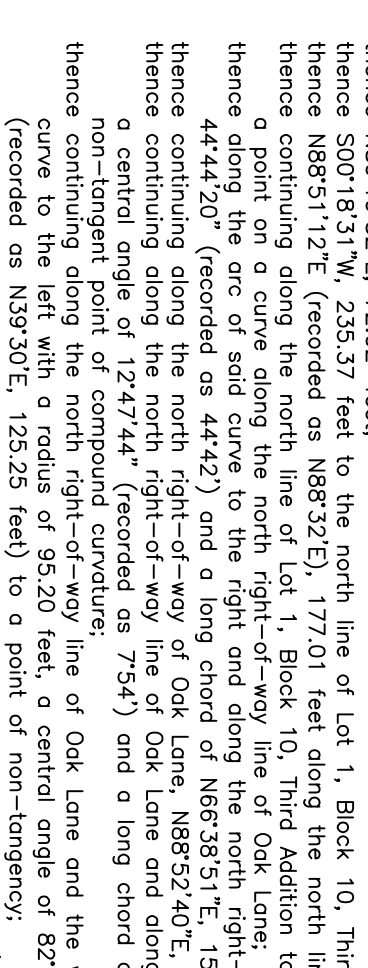 thence S00°18'31"W, 235.37 feet to the north line of Lot 1, Block 10,
thence N88°51'12"E (recorded as N88°32'E), 177.01 feet along the north
thence continuing along the north line of Lot 1, Block 10, Third Addition to
a point on a curve along the north right-of-way line of Oak Lane;
thence along the arc of said curve to the right and along the north right-
44°44'20" (recorded as 44°42') and a long chord of N66°38'51"E,
thence continuing along the north right-of-way of Oak Lane, N88°52'40"E,
thence continuing along the north right-of-way line of Oak Lane and
a central angle of 12°47'44" (recorded as 7°54') and a long chord
non-tangent point of compound curvature;
thence continuing along the north right-of-way line of Oak Lane and the
curve to the left with a radius of 95.20 feet, a central angle of 82°
(recorded as N39°30'E, 125.25 feet) to a point of non-tangency;